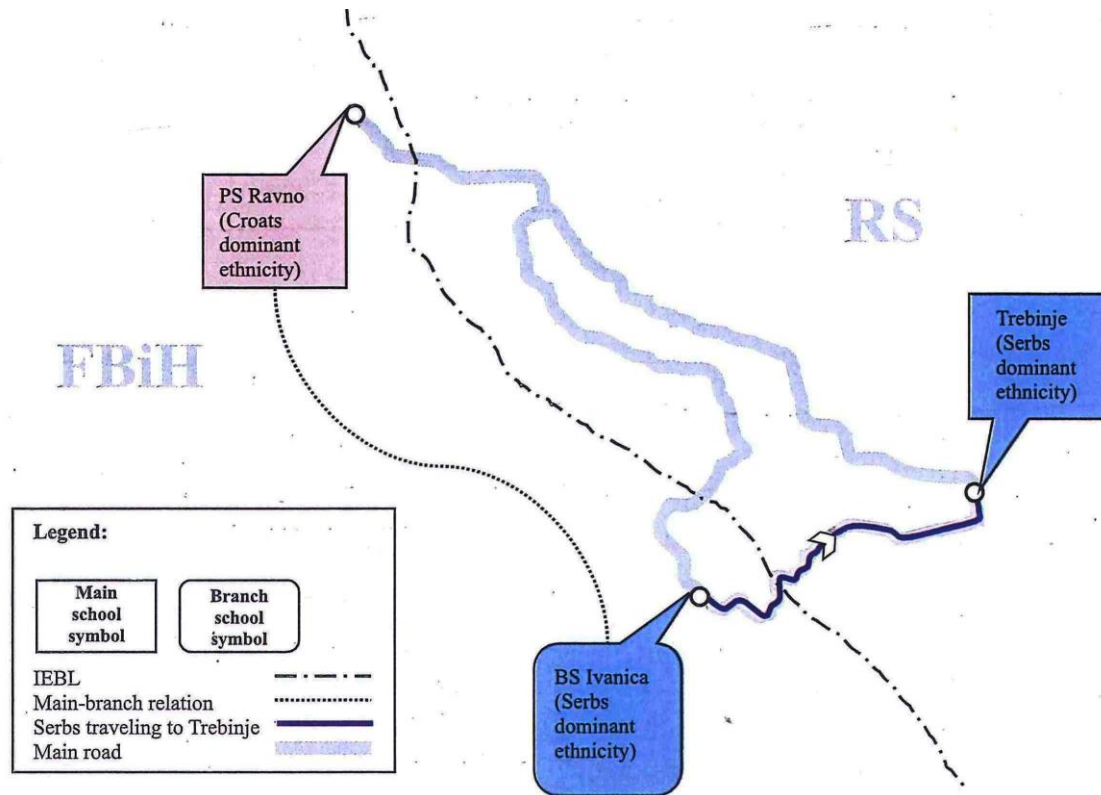 PS Ravno
(Croats
dominant
ethnicity)
RS
FBiH
Trebinje
(Serbs
dominant
ethnicity)
Legend:
Main
school
symbol
Branch
school
symbol
IEBL
Main-branch relation
Serbs traveling to Trebinje
Main road
BS Ivanica
(Serbs
dominant
ethnicity)